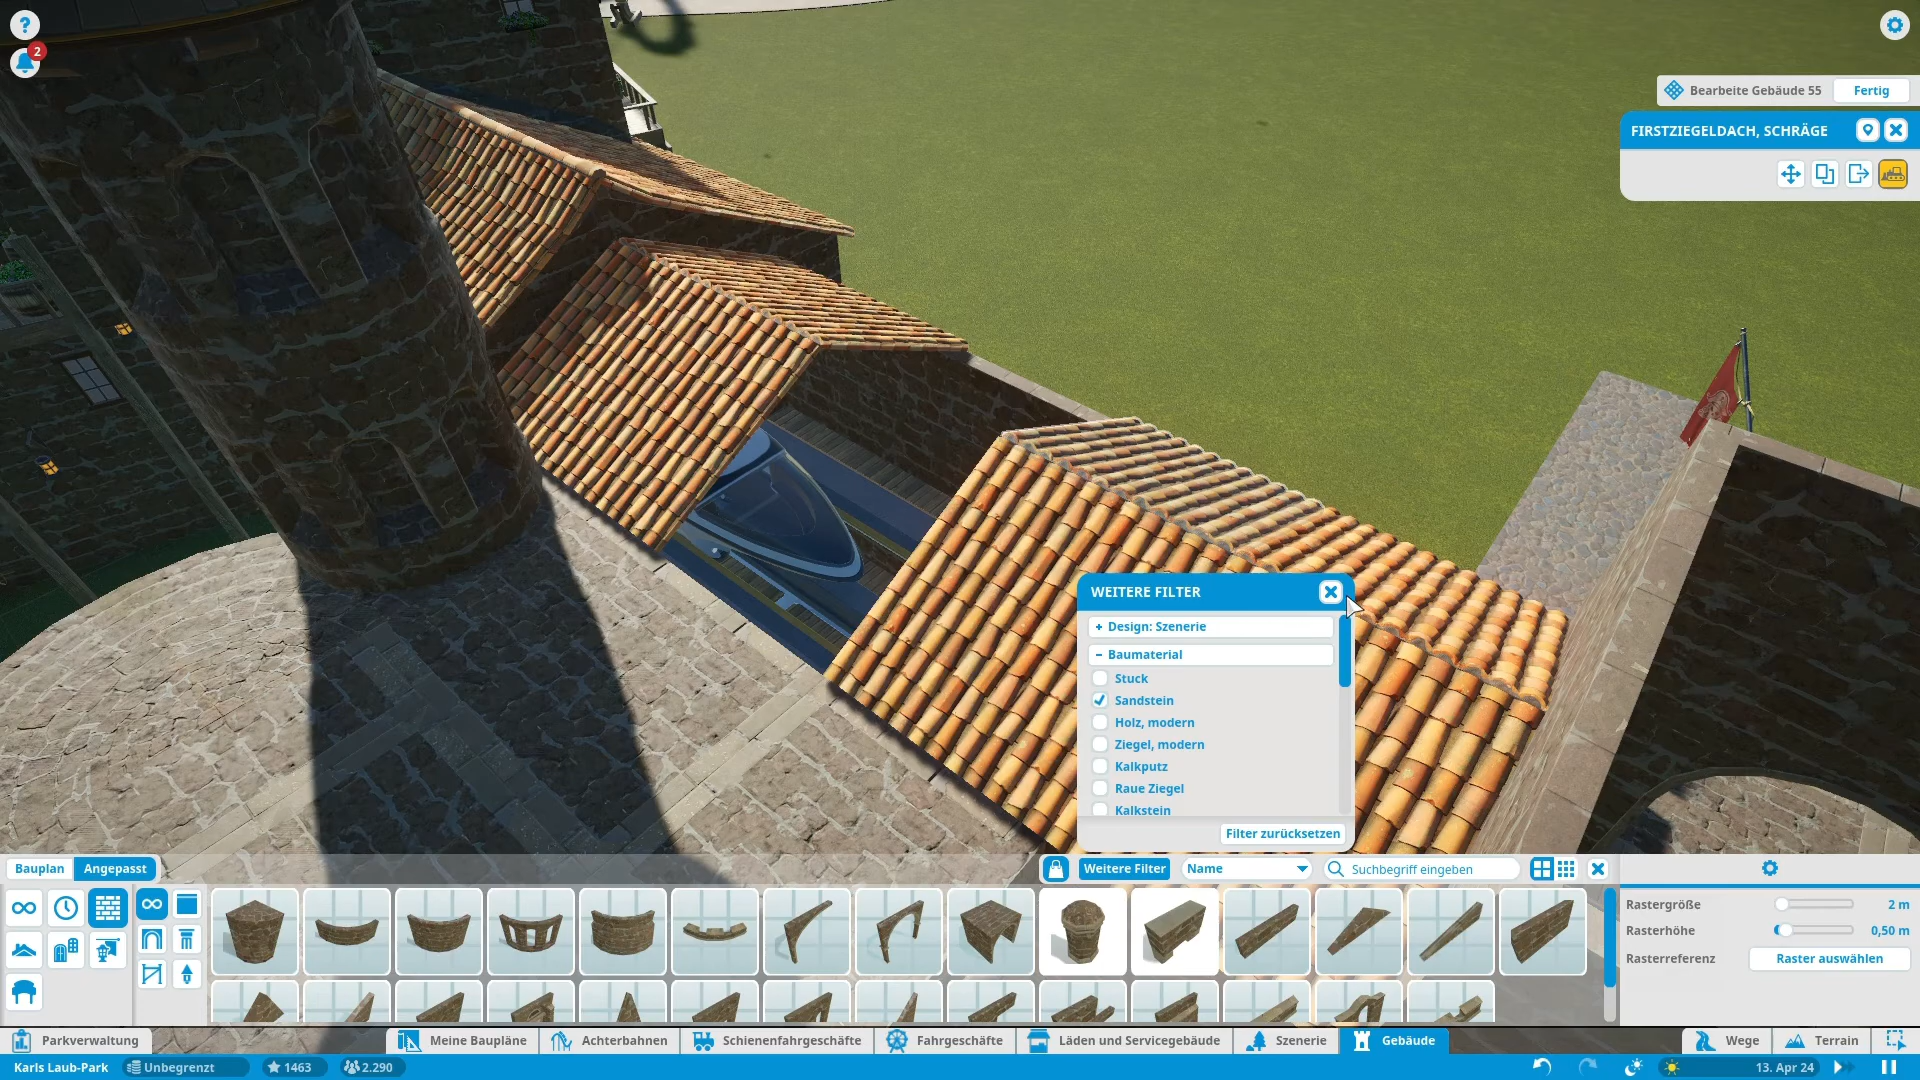 ?
2
Bearbeite Gebäude 55
Fertig
FIRSTZIEGELDACH, SCHRÄGE
WEITERE FILTER
+ Design: Szenerie
– Baumaterial
Stuck
Sandstein
Holz, modern
Ziegel, modern
Kalkputz
Raue Ziegel
Kalkstein
Filter zurücksetzen
Bauplan
Angepasst
Weitere Filter
Name
Suchbegriff eingeben
Rastergröße
2 m
Rasterhöhe
0,50 m
Rasterreferenz
Raster auswählen
Parkverwaltung
Meine Baupläne
Achterbahnen
Schienenfahrgeschäfte
Fahrgeschäfte
Läden und Servicegebäude
Szenerie
Gebäude
Wege
Terrain
Karls Laub-Park
Unbegrenzt
1463
2.290
13. Apr 24